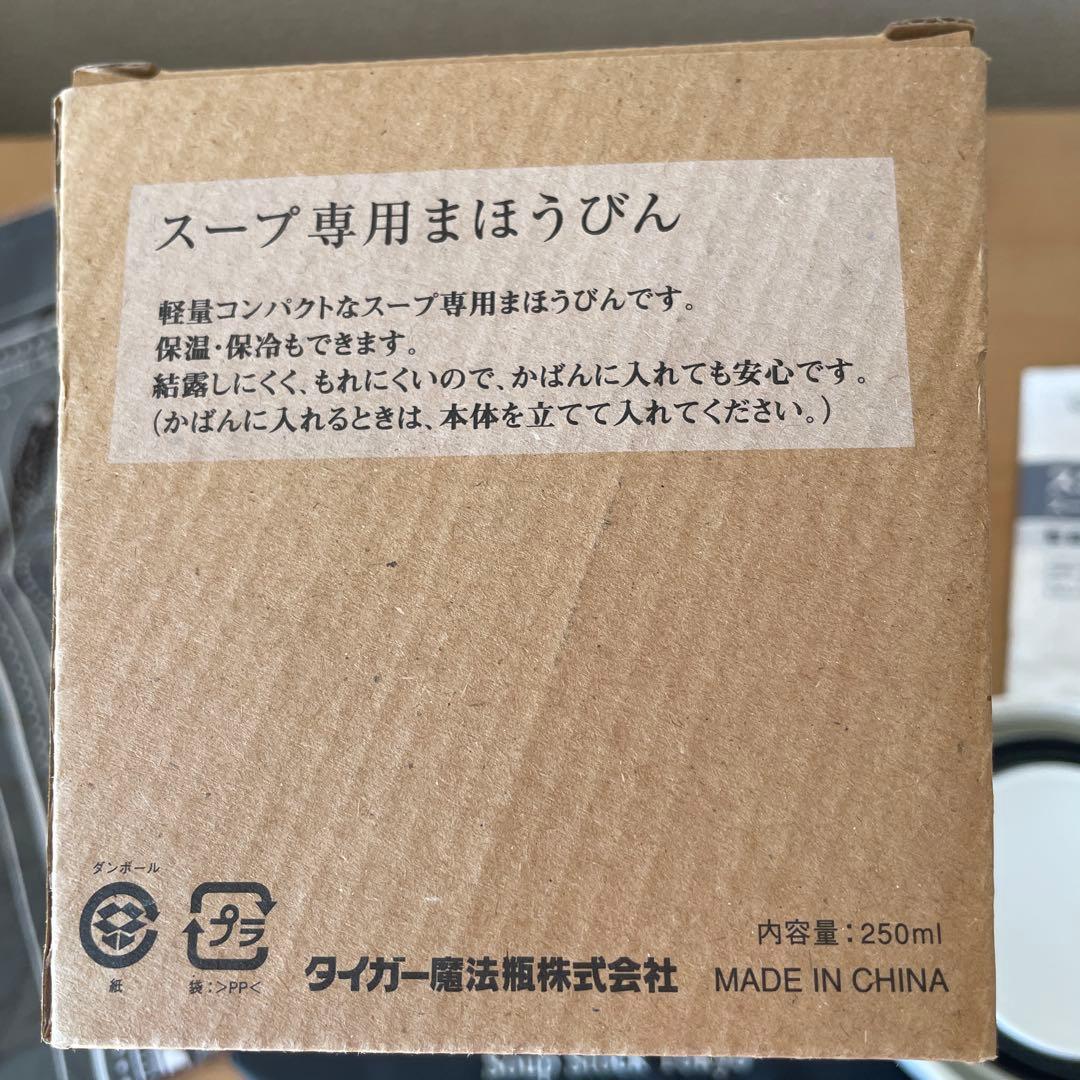 スープ専用まほうびん
軽量コンパクトなスープ専用まほうびんです。
保温・保冷もできます。
結露しにくく、もれにくいので、かばんに入れても安心です。
(かばんに入れるときは、本体を立てて入れてください。)
ダンボール
紙
プラ
袋:>PP<
タイガー魔法瓶株式会社
内容量:250ml
MADE IN CHINA